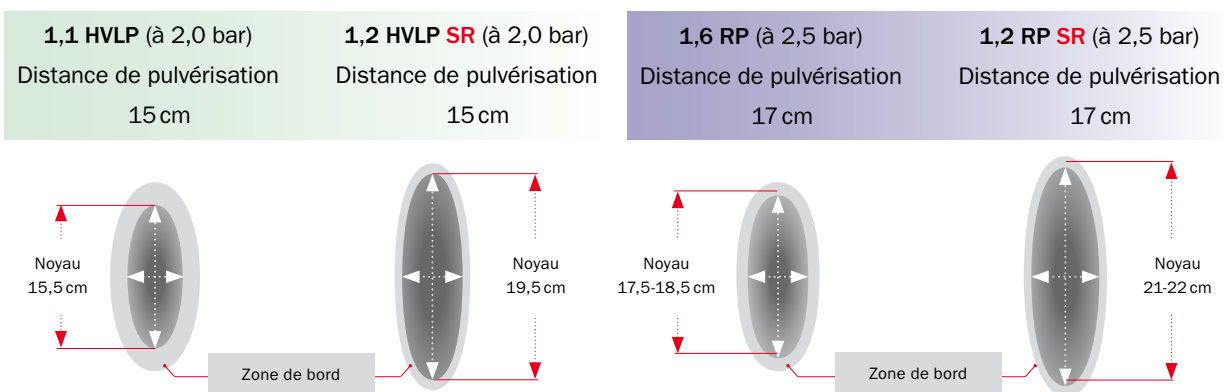 1,1 HVLP (à 2,0 bar)
Distance de pulvérisation
15 cm
1,2 HVLP SR (à 2,0 bar)
Distance de pulvérisation
15 cm
1,6 RP (à 2,5 bar)
Distance de pulvérisation
17 cm
1,2 RP SR (à 2,5 bar)
Distance de pulvérisation
17 cm
Noyau
15,5 cm
Noyau
19,5 cm
Zone de bord
Noyau
17,5-18,5 cm
Noyau
21-22 cm
Zone de bord